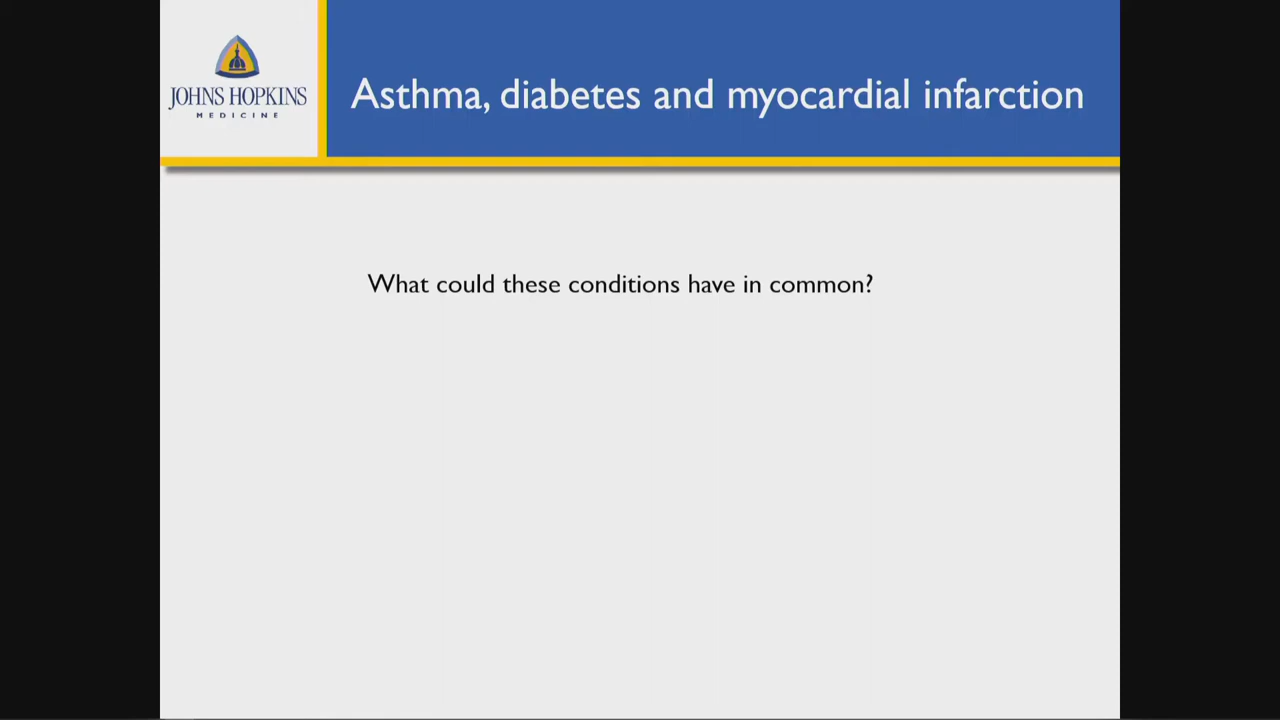 JOHNS HOPKINS
MEDICINE
Asthma, diabetes and myocardial infarction
What could these conditions have in common?